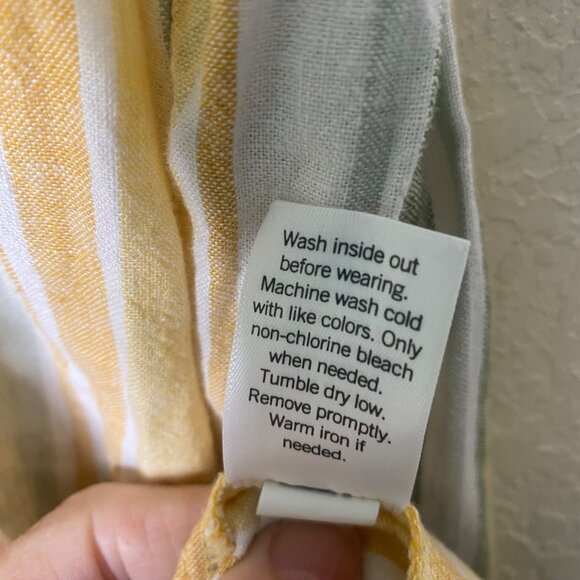 Wash inside out
before wearing.
Machine wash cold
with like colors. Only
non-chlorine bleach
when needed.
Tumble dry low.
Remove promptly.
Warm iron if
needed.